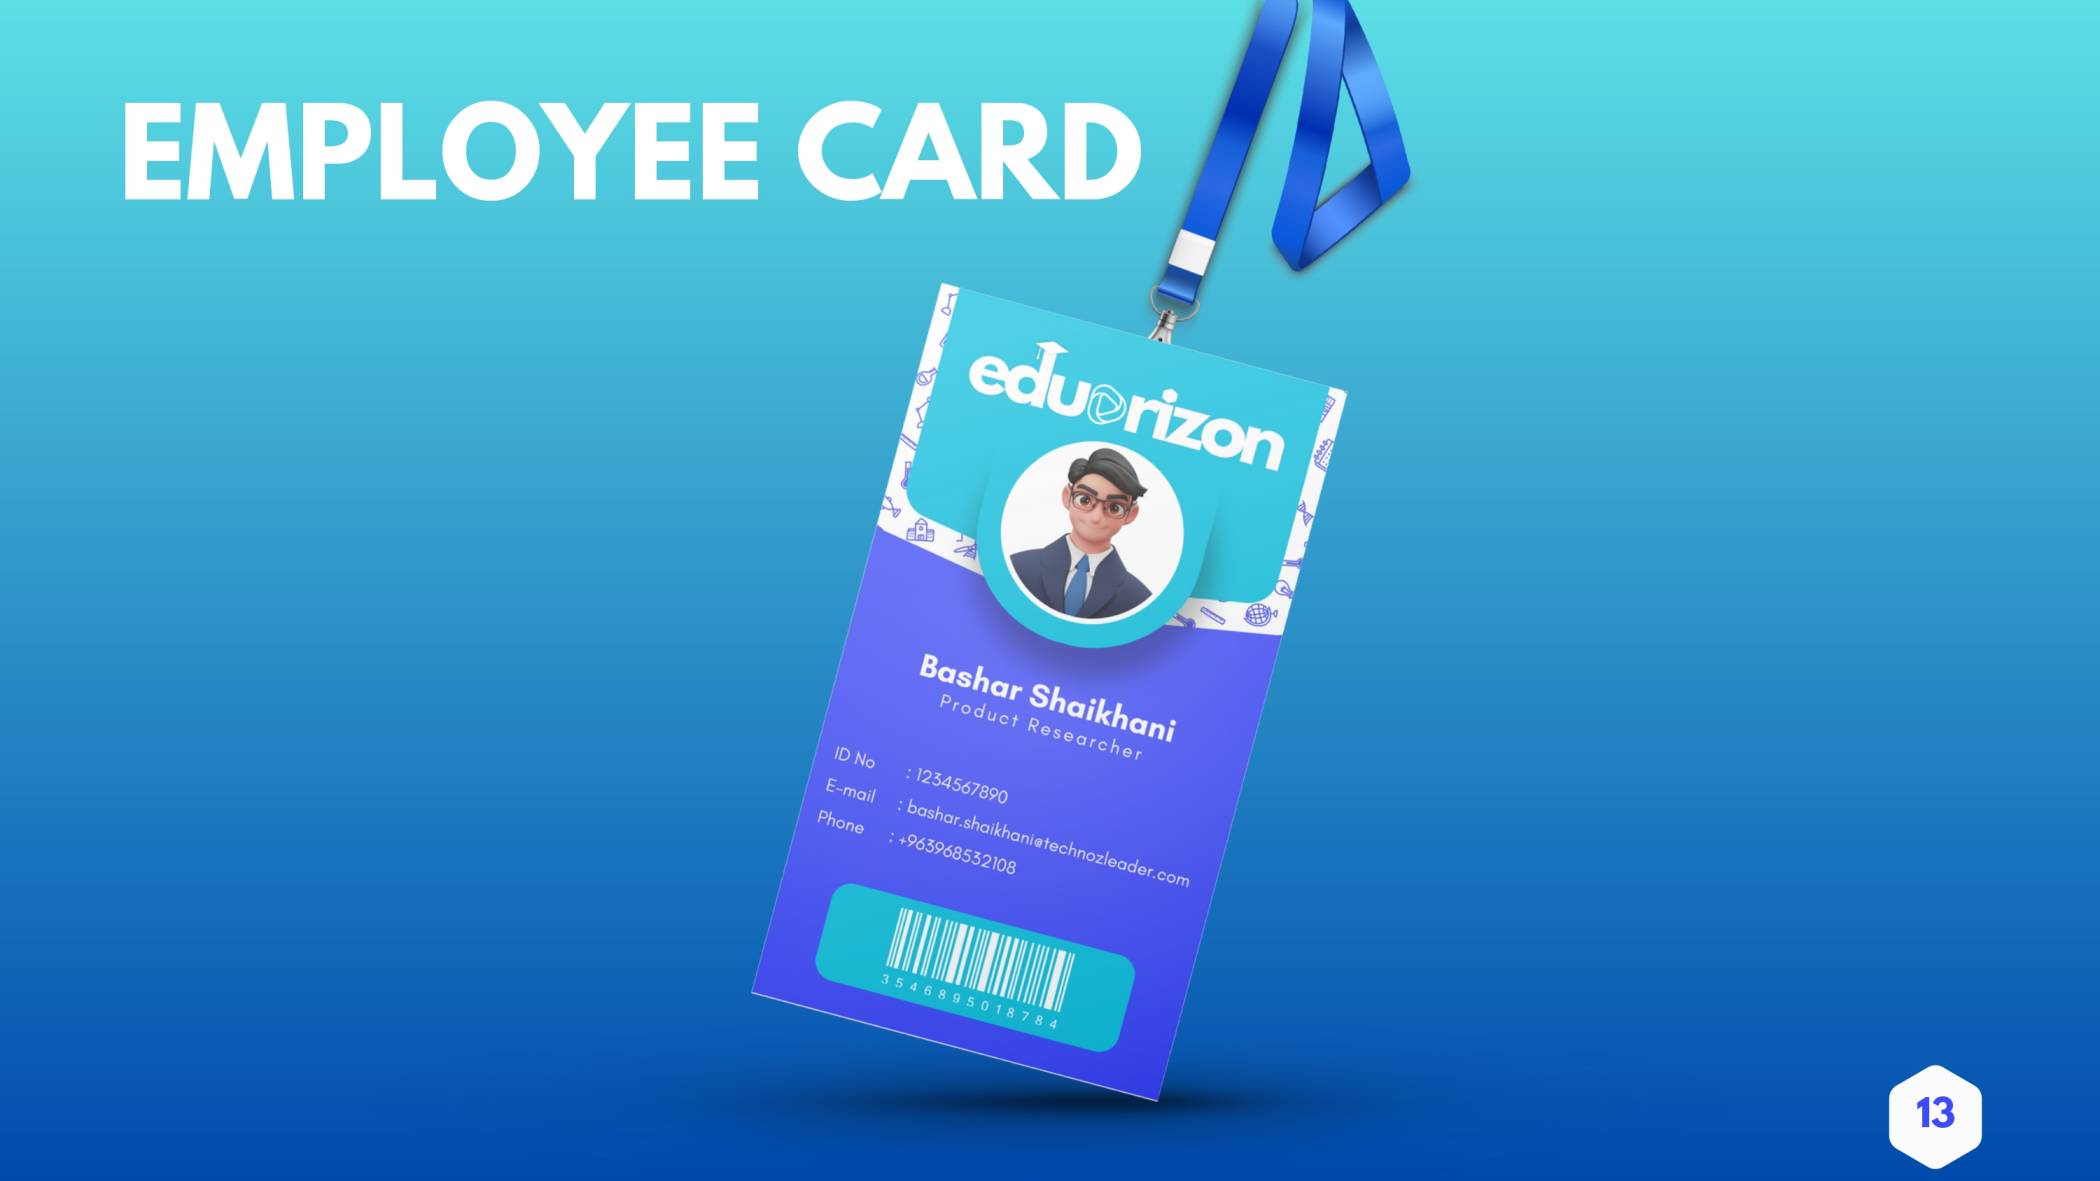 EMPLOYEE CARD
eduorizon
Bashar Shaikhani
Product Researcher
ID No : 1234567890
E-mail : bashar.shaikhani@technozleader.com
Phone : +963968532108
3546895018784
13